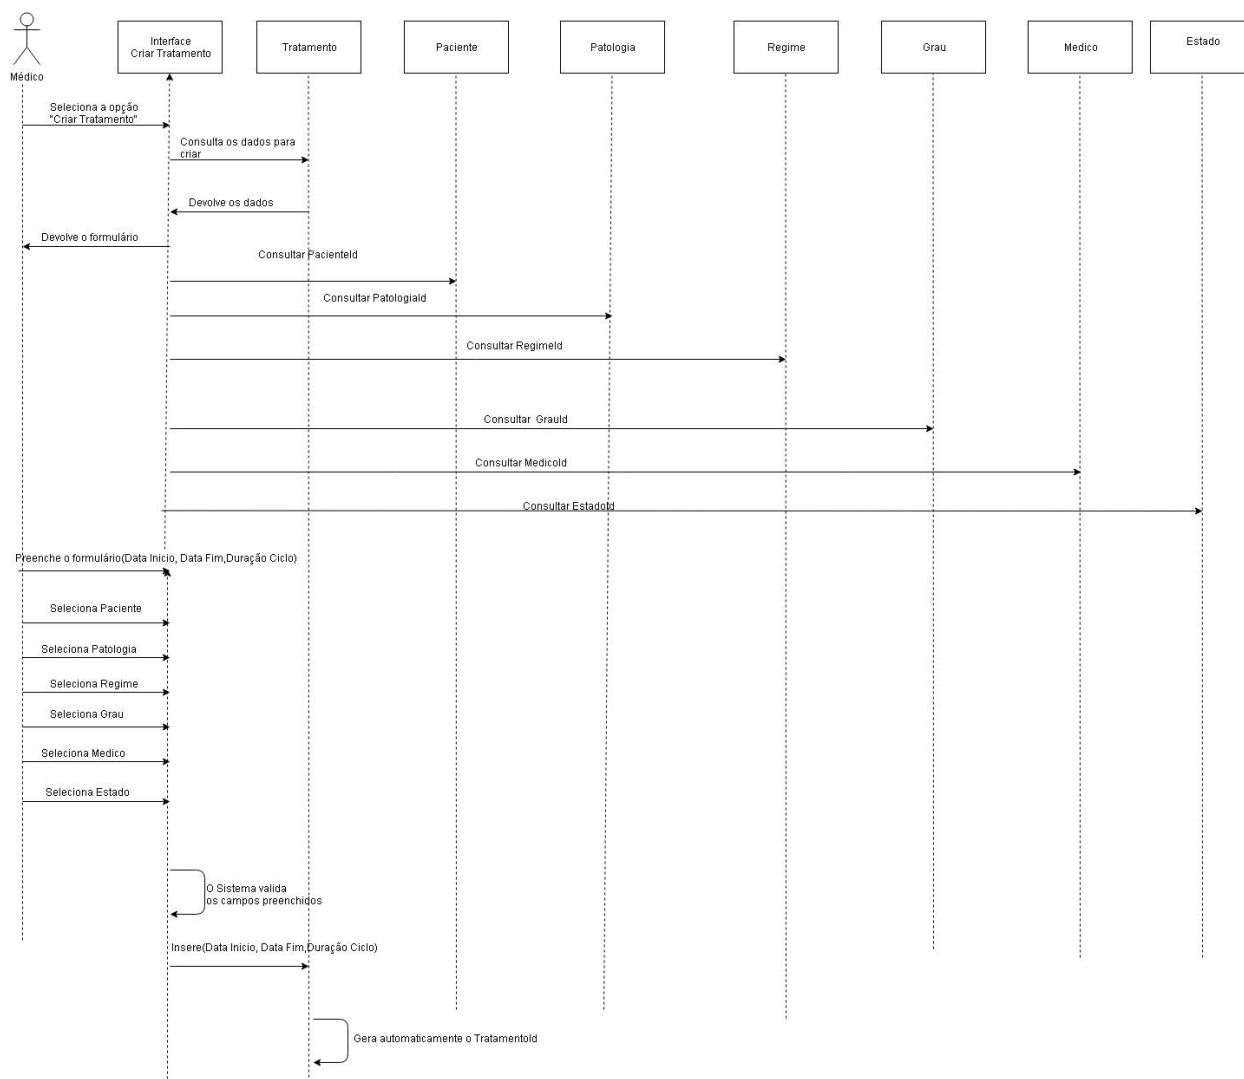 Médico
Interface
Criar Tratamento
Tratamento
Paciente
Patologia
Regime
Grau
Medico
Estado
Seleciona a opção
"Criar Tratamento"
Consulta os dados para
criar
Devolve os dados
Devolve o formulário
Consultar PacienteId
Consultar PatologiaId
Consultar RegimeId
Consultar GrauId
Consultar MedicoId
Consultar EstadoId
Preenche o formulário(Data Inicio, Data Fim,Duração Ciclo)
Seleciona Paciente
Seleciona Patologia
Seleciona Regime
Seleciona Grau
Seleciona Medico
Seleciona Estado
O Sistema valida
os campos preenchidos
Insere(Data Inicio, Data Fim,Duração Ciclo)
Gera automaticamente o TratamentoId